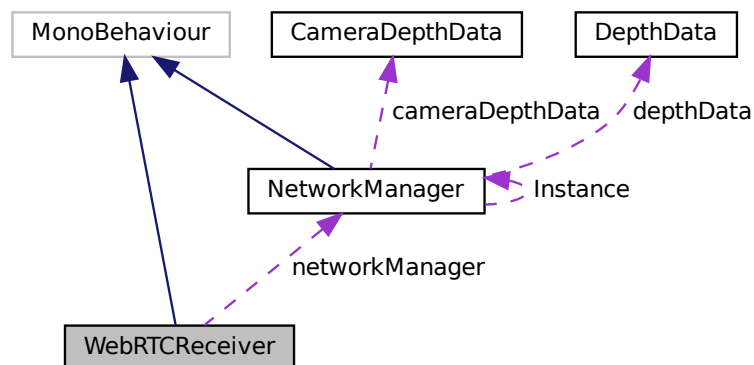 MonoBehaviour
CameraDepthData
DepthData
cameraDepthData
depthData
NetworkManager
Instance
networkManager
WebRTCReceiver